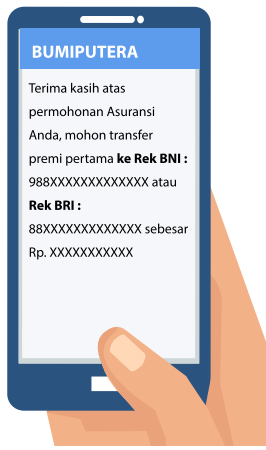 BUMIPUTERA
Terima kasih atas
permohonan Asuransi
Anda, mohon transfer
premi pertama ke Rek BNI :
988XXXXXXXXXXXXX atau
Rek BRI :
88XXXXXXXXXXXXX sebesar
Rp. XXXXXXXXXXX